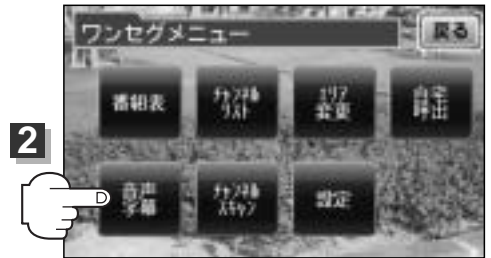 ワンセグメニュー
戻る
番組表
チャンネル
リスト
エリア
変更
自宅
呼出
2
音声
字幕
チャンネル
スキャン
設定